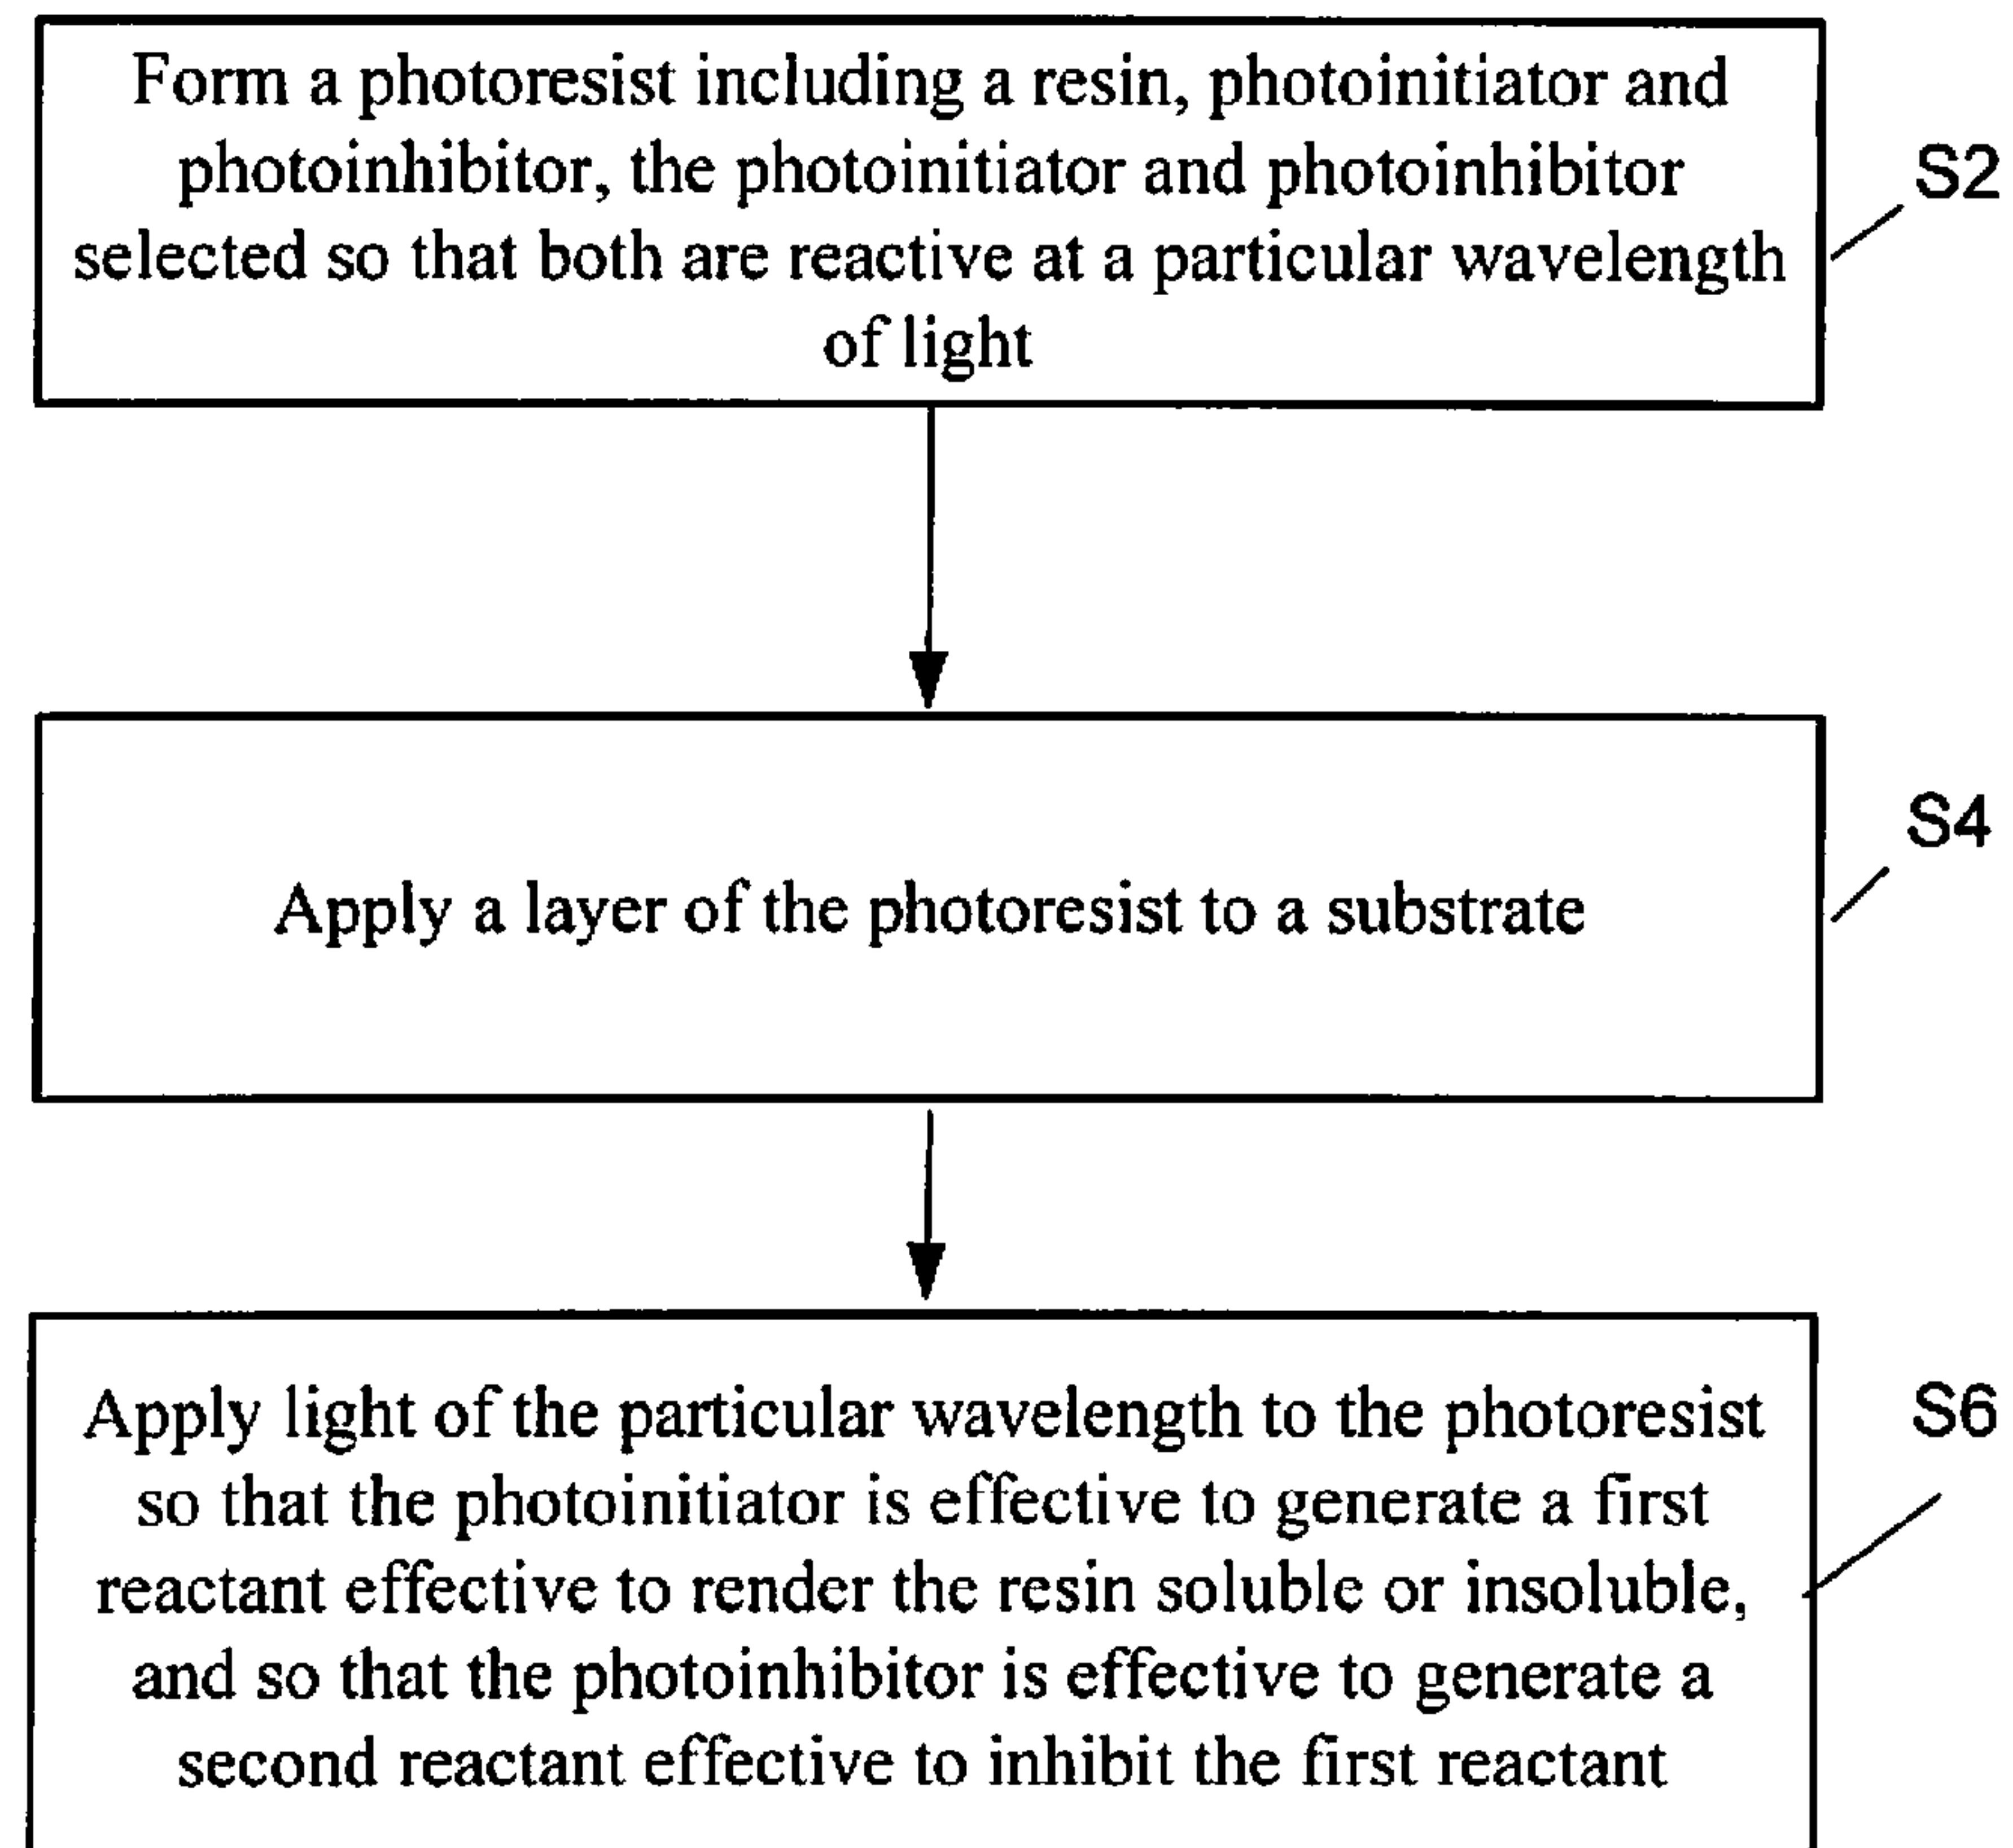 Form a photoresist including a resin, photoinitiator and
photoinhibitor, the photoinitiator and photoinhibitor
selected so that both are reactive at a particular wavelength
of light
S2
Apply a layer of the photoresist to a substrate
S4
Apply light of the particular wavelength to the photoresist
so that the photoinitiator is effective to generate a first
reactant effective to render the resin soluble or insoluble,
and so that the photoinhibitor is effective to generate a
second reactant effective to inhibit the first reactant
S6